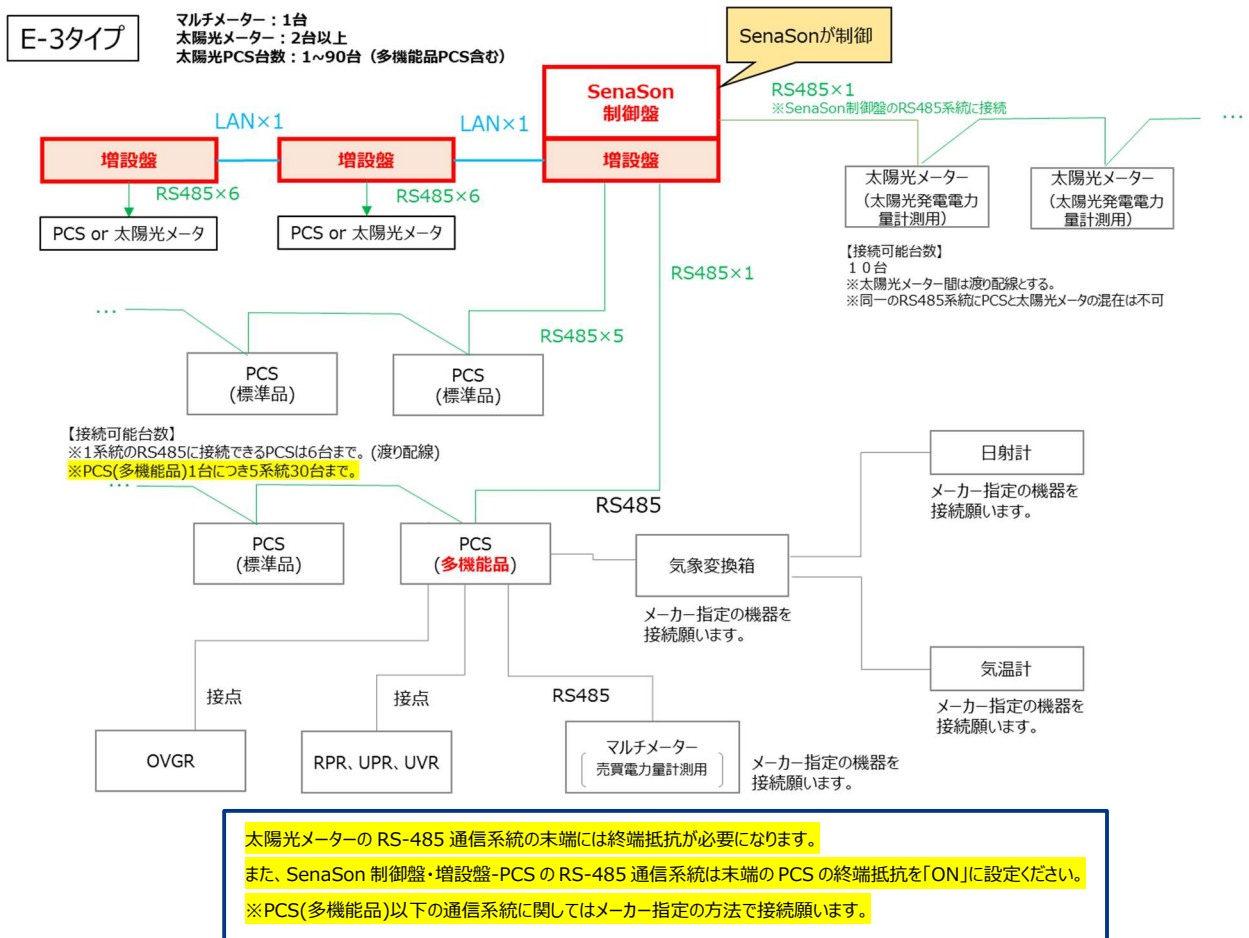 E-3タイプ
マルチメーター：1台
太陽光メーター：2台以上
太陽光PCS台数：1~90台（多機能品PCS含む）
SenaSonが制御
SenaSon
制御盤
RS485×1
※SenaSon制御盤のRS485系統に接続
…
LAN×1
LAN×1
増設盤
増設盤
増設盤
RS485×6
RS485×6
PCS or 太陽光メータ
PCS or 太陽光メータ
太陽光メーター
（太陽光発電電力
量計測用）
太陽光メーター
（太陽光発電電力
量計測用）
【接続可能台数】
１０台
※太陽光メーター間は渡り配線とする。
※同一のRS485系統にPCSと太陽光メータの混在は不可
RS485×1
…
RS485×5
PCS
(標準品)
PCS
(標準品)
【接続可能台数】
※1系統のRS485に接続できるPCSは6台まで。(渡り配線)
※PCS(多機能品)1台につき5系統30台まで。
…
RS485
PCS
(標準品)
PCS
(多機能品)
気象変換箱
メーカー指定の機器を
接続願います。
日射計
メーカー指定の機器を
接続願います。
気温計
メーカー指定の機器を
接続願います。
接点
接点
RS485
OVGR
RPR、UPR、UVR
マルチメーター
売買電力量計測用
メーカー指定の機器を
接続願います。
太陽光メーターの RS-485 通信系統の末端には終端抵抗が必要になります。
また、SenaSon 制御盤・増設盤-PCS の RS-485 通信系統は末端の PCS の終端抵抗を「ON」に設定ください。
※PCS(多機能品)以下の通信系統に関してはメーカー指定の方法で接続願います。